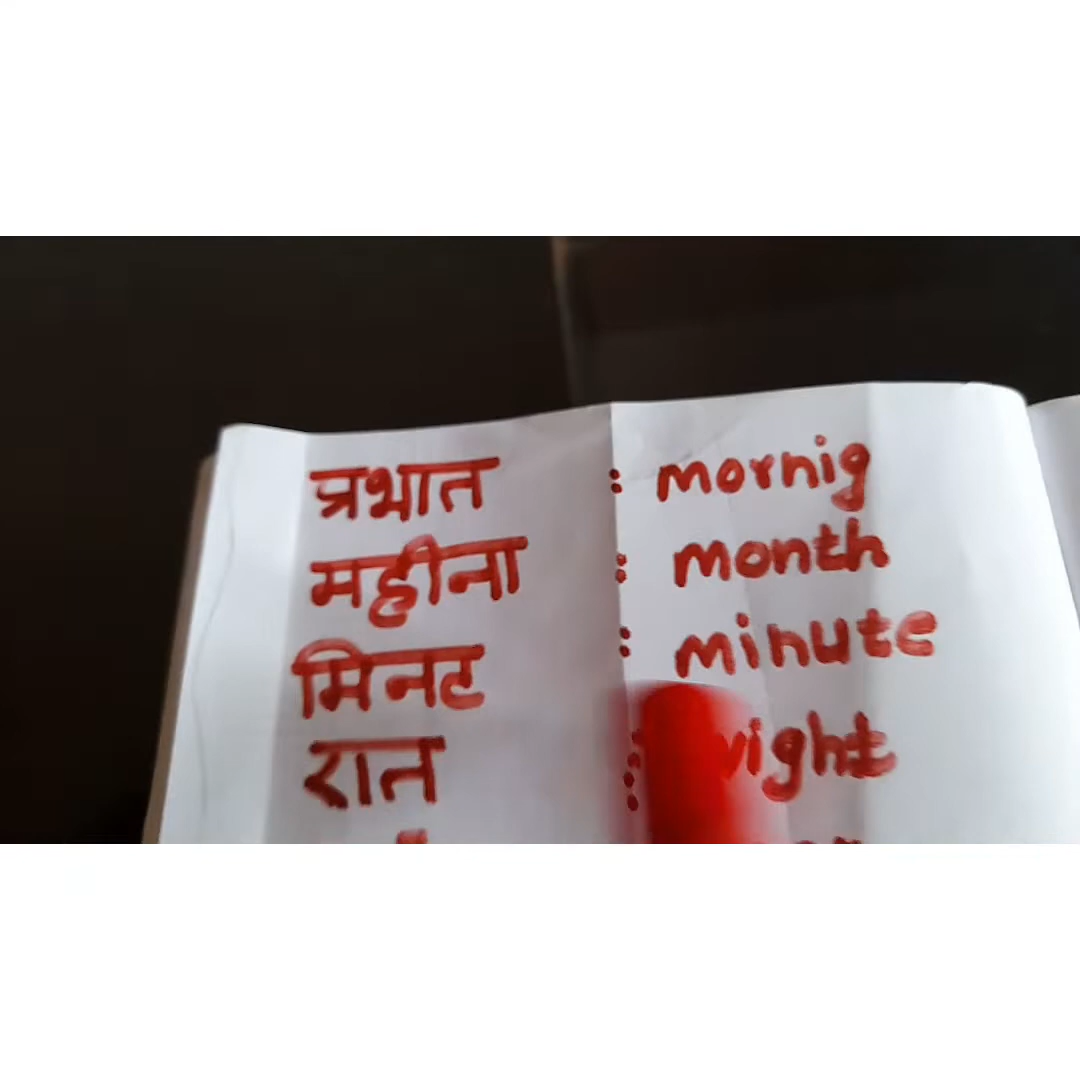 प्रभात : mornig
महीना : month
मिनट : minute
रात : night